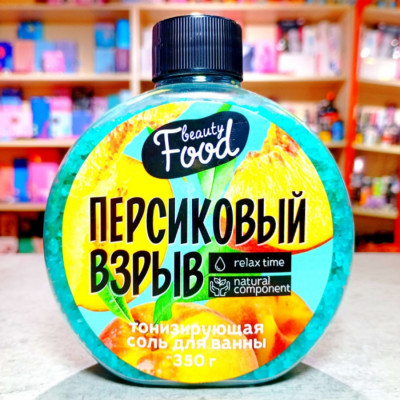 beauty
Food
ПЕРСИКОВЫЙ
ВЗРЫВ
relax time
natural
component
тонизирующая
соль для ванны
350 г